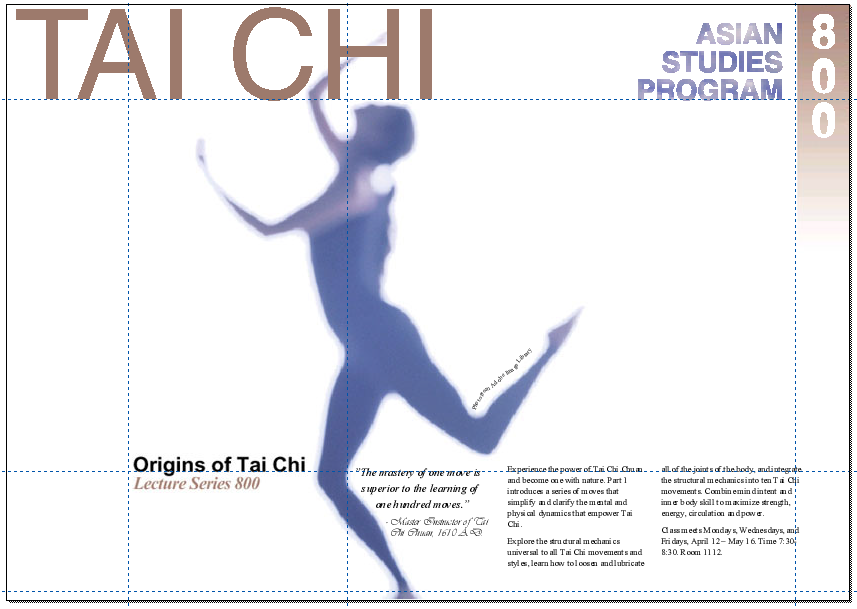 TAI CHI
ASIAN
STUDIES
PROGRAM
800
Photo from Adobe Image Library
Origins of Tai Chi
Lecture Series 800
"The mastery of one move is
superior to the learning of
one hundred moves."
- Master Instructor of Tai
Chi Chuan, 1610 A.D.
Experience the power of Tai Chi Chuan
and become one with nature. Part 1
introduces a series of moves that
simplify and clarify the mental and
physical dynamics that empower Tai
Chi.
Explore the structural mechanics
universal to all Tai Chi movements and
styles, learn how to loosen and lubricate
all of the joints of the body, and integrate
the structural mechanics into ten Tai Chi
movements. Combine mind intent and
inner body skill to maximize strength,
energy, circulation and power.
Class meets Mondays, Wednesdays, and
Fridays, April 12 – May 16. Time 7:30
8:30. Room 1112.